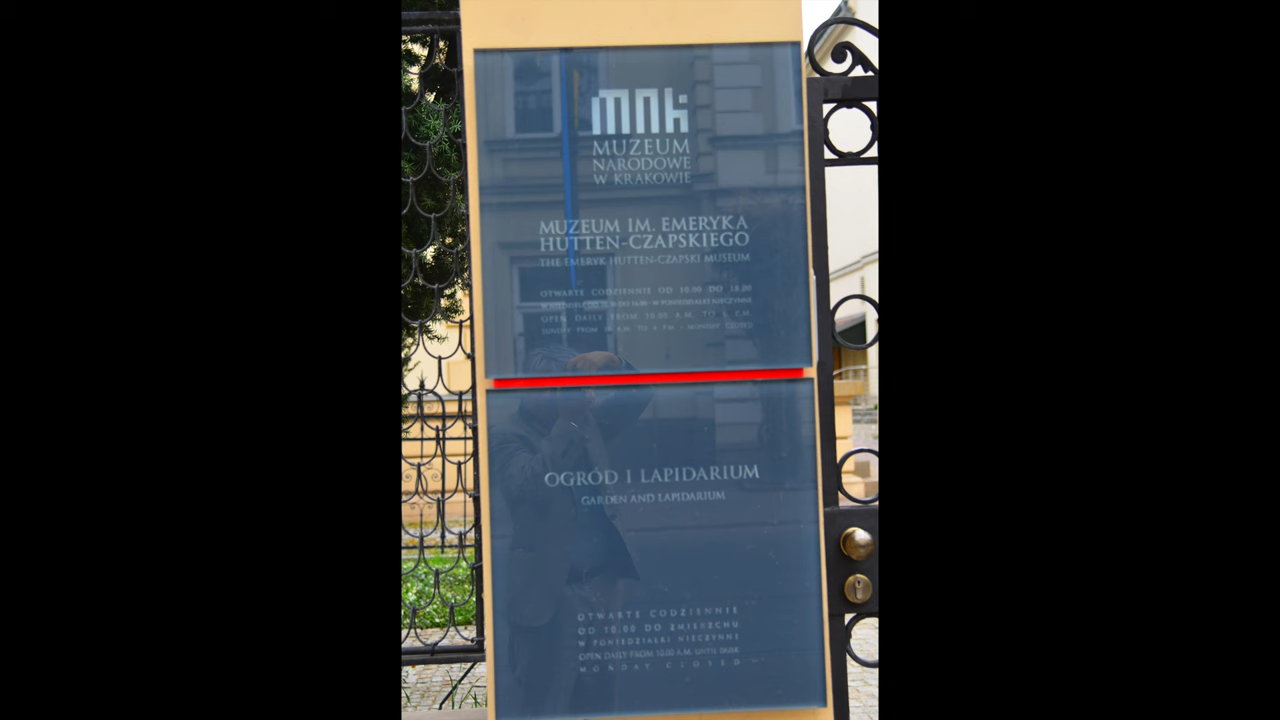 mnk
MUZEUM
NARODOWE
W KRAKOWIE
MUZEUM IM. EMERYKA
HUTTEN-CZAPSKIEGO
THE EMERYK HUTTEN-CZAPSKI MUSEUM
OTWARTE CODZIENNIE OD 10.00 DO 18.00
W NIEDZIELE OD 10.00 DO 16.00 - W PONIEDZIAŁKI NIECZYNNE
OPEN DAILY FROM 10.00 A.M. TO 6 P.M.
SUNDAY FROM 10 A.M. TO 4 P.M. - MONDAY CLOSED
OGRÓD I LAPIDARIUM
GARDEN AND LAPIDARIUM
OTWARTE CODZIENNIE
OD 10.00 DO ZMIERZCHU
W PONIEDZIAŁKI NIECZYNNE
OPEN DAILY FROM 10.00 A.M. UNTIL DUSK
MONDAY CLOSED